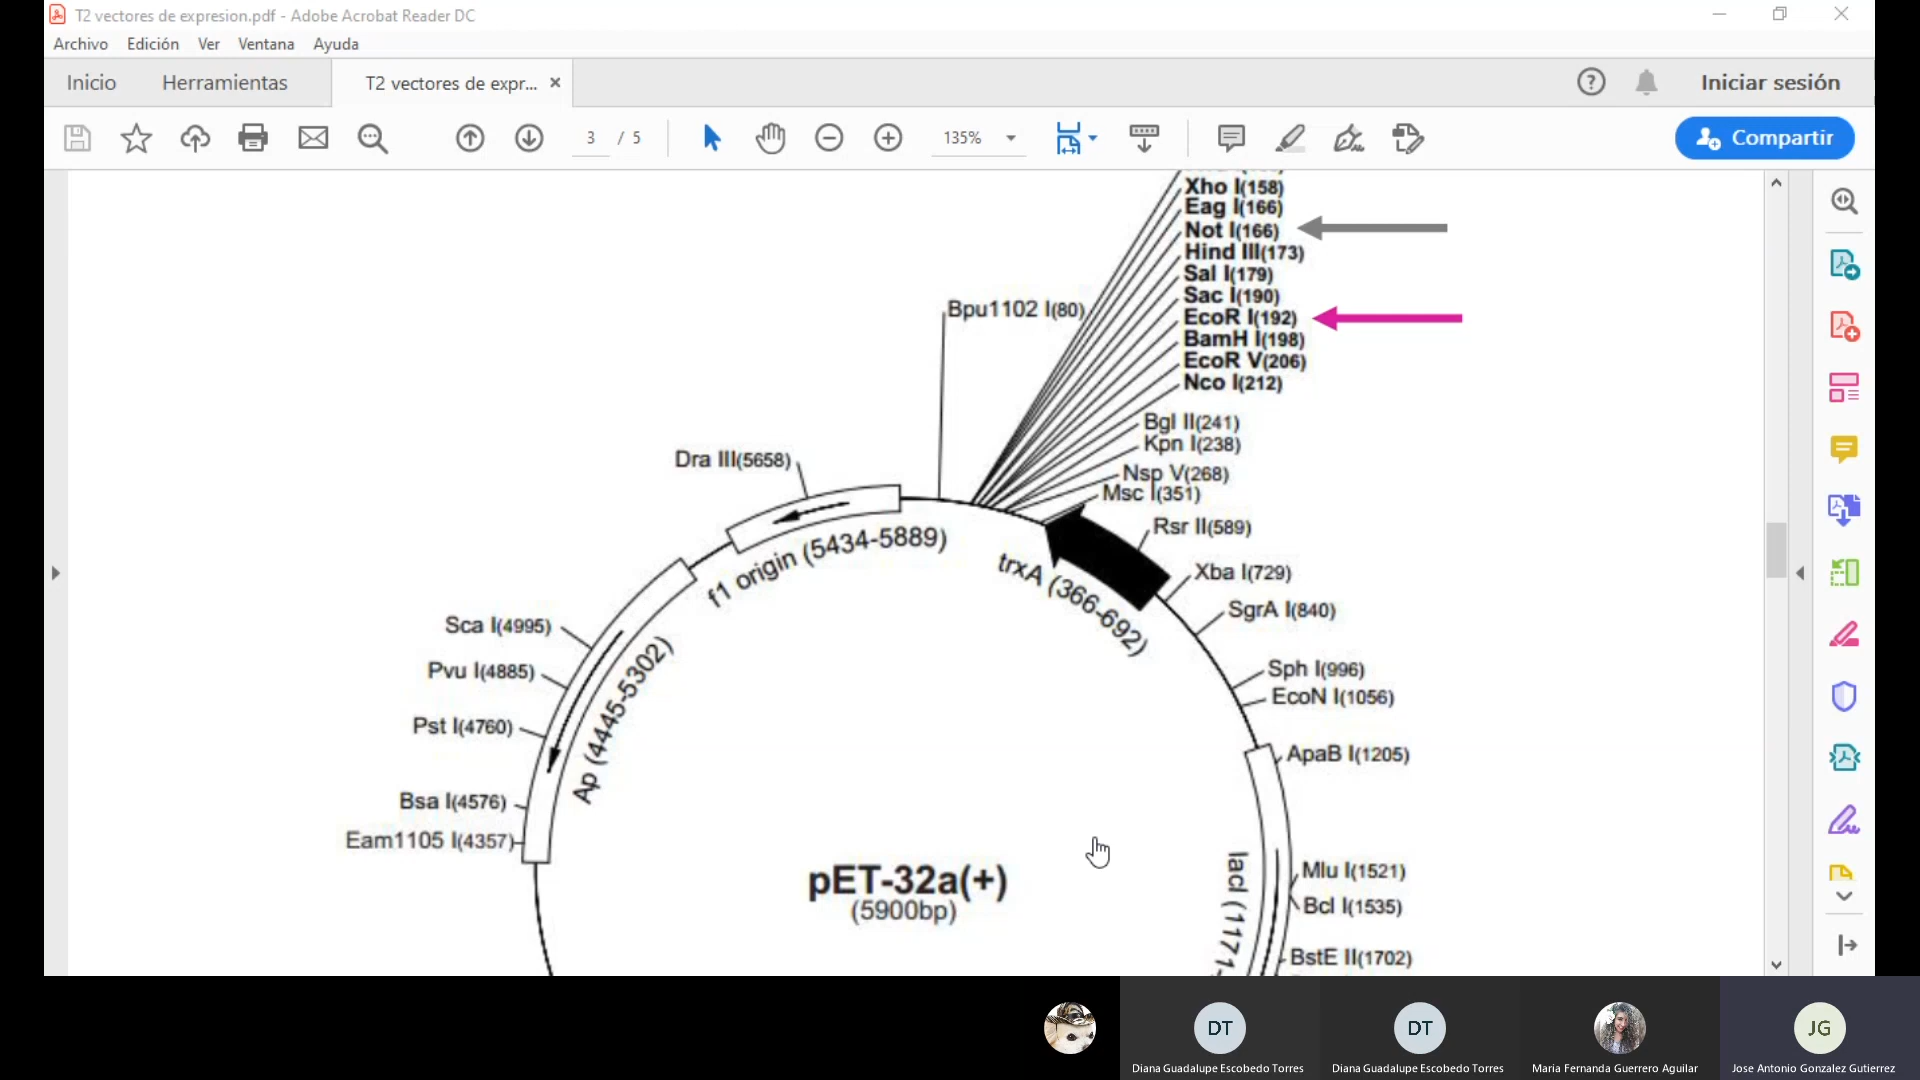 T2 vectores de expresion.pdf - Adobe Acrobat Reader DC
Archivo Edición Ver Ventana Ayuda
Inicio Herramientas T2 vectores de expr... × Iniciar sesión
3 / 5 135% Compartir
Xho I(158)
Eag I(166)
Not I(166)
Hind III(173)
Sal I(179)
Sac I(190)
Bpu1102 I(80)
EcoR I(192)
BamH I(198)
EcoR V(206)
Nco I(212)
Bgl II(241)
Kpn I(238)
Dra III(5658)
Nsp V(268)
Msc I(351)
Rsr II(589)
f1 origin (5434-5889)
trxA (366-692)
Xba I(729)
SgrA I(840)
Sca I(4995)
Pvu I(4885)
Sph I(996)
EcoN I(1056)
Pst I(4760)
Ap (4445-5302)
ApaB I(1205)
Bsa I(4576)
Eam1105 I(4357)
pET-32a(+)
(5900bp)
lacI (1171-
Mlu I(1521)
Bcl I(1535)
BstE II(1702)
DT DT JG
Diana Guadalupe Escobedo Torres Diana Guadalupe Escobedo Torres Maria Fernanda Guerrero Aguilar Jose Antonio Gonzalez Gutierrez